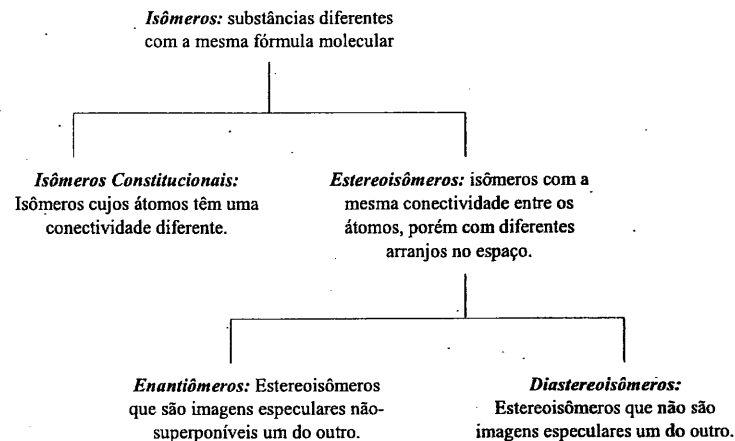 Isômeros: substâncias diferentes
com a mesma fórmula molecular
Isômeros Constitucionais:
Isômeros cujos átomos têm uma
conectividade diferente.
Estereoisômeros: isômeros com a
mesma conectividade entre os
átomos, porém com diferentes
arranjos no espaço.
Enantiômeros: Estereoisômeros
que são imagens especulares não-
superponíveis um do outro.
Diastereoisômeros:
Estereoisômeros que não são
imagens especulares um do outro.